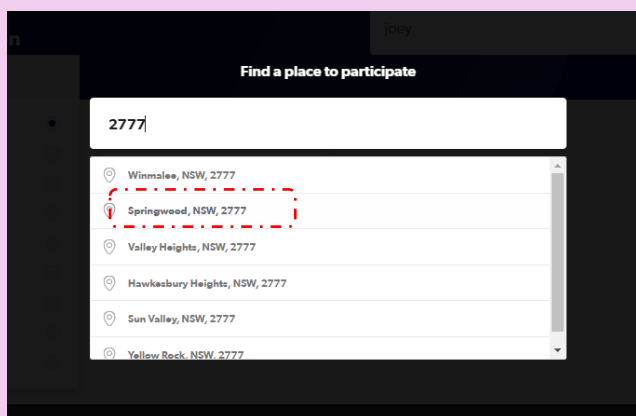 n
joey
Find a place to participate
2777
Winmalee, NSW, 2777
Springwood, NSW, 2777
Valley Heights, NSW, 2777
Hawkesbury Heights, NSW, 2777
Sun Valley, NSW, 2777
Yellow Rock, NSW, 2777